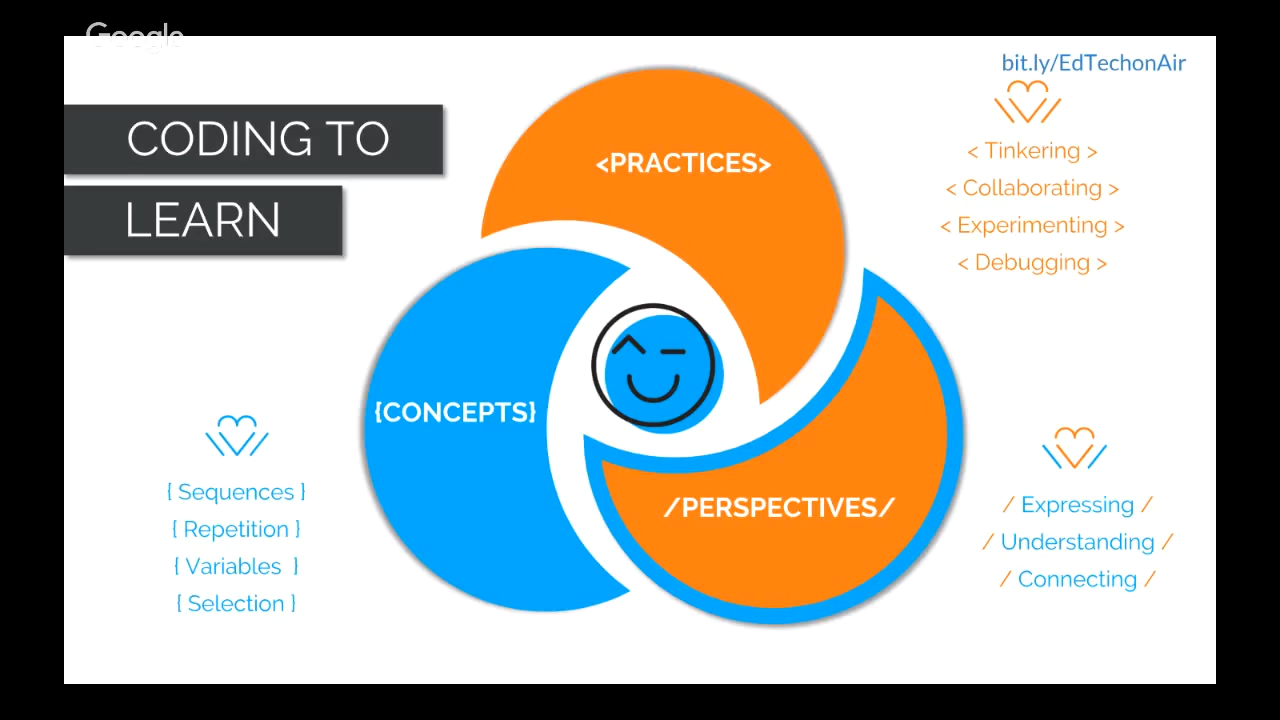 Google
bit.ly/EdTechonAir
CODING TO
LEARN
<PRACTICES>
< Tinkering >
< Collaborating >
< Experimenting >
< Debugging >
{CONCEPTS}
{ Sequences }
{ Repetition }
{ Variables }
{ Selection }
/PERSPECTIVES/
/ Expressing /
/ Understanding /
/ Connecting /